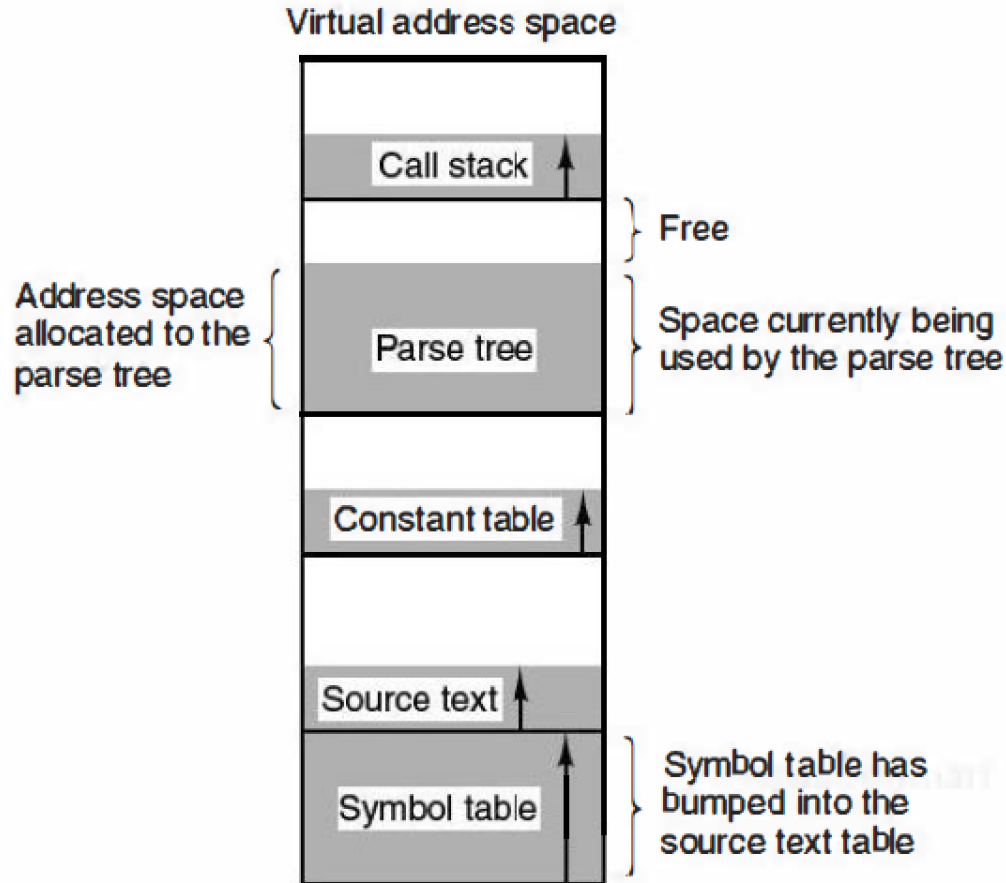 Virtual address space
Call stack
Free
Address space
allocated to the
parse tree
Parse tree
Space currently being
used by the parse tree
Constant table
Source text
Symbol table
Symbol table has
bumped into the
source text table